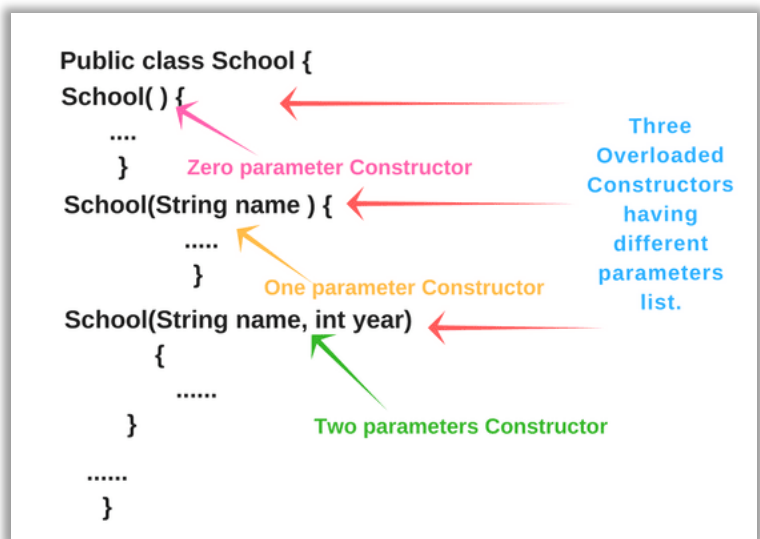 Public class School {
School( ) {
....
}
Zero parameter Constructor
School(String name ) {
.....
}
One parameter Constructor
School(String name, int year)
{
......
}
Two parameters Constructor
......
}
Three
Overloaded
Constructors
having
different
parameters
list.